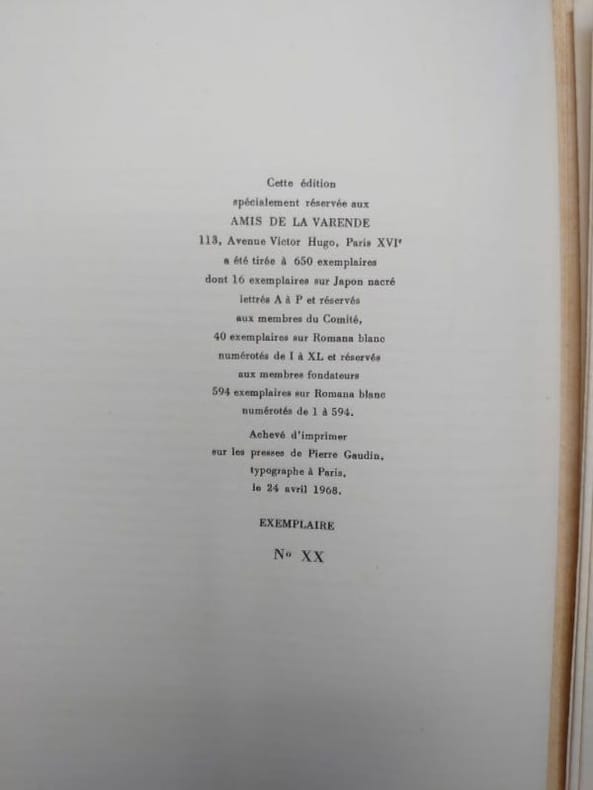 Cette édition
spécialement réservée aux
AMIS DE LA VARENDE
113, Avenue Victor Hugo, Paris XVIe
a été tirée à 650 exemplaires
dont 16 exemplaires sur Japon nacré
lettrés A à P et réservés
aux membres du Comité,
40 exemplaires sur Romana blanc
numérotés de I à XL et réservés
aux membres fondateurs
594 exemplaires sur Romana blanc
numérotés de 1 à 594.
Achevé d'imprimer
sur les presses de Pierre Gaudin,
typographe à Paris,
le 24 avril 1968.
EXEMPLAIRE
No XX